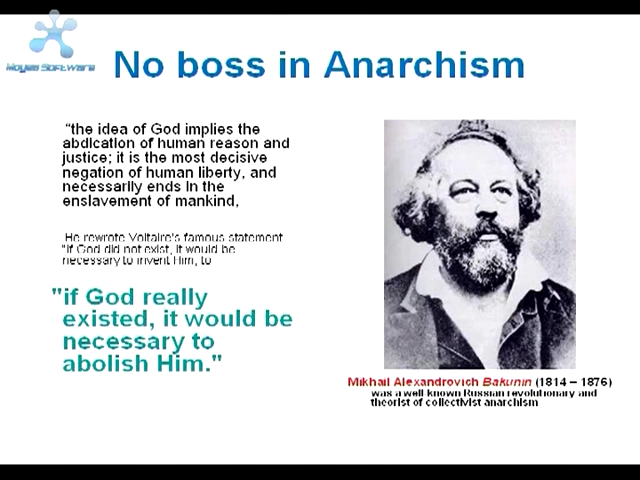 Moyea Software
No boss in Anarchism
"the idea of God implies the
abdication of human reason and
justice; it is the most decisive
negation of human liberty, and
necessarily ends in the
enslavement of mankind,
He rewrote Voltaire's famous statement
"If God did not exist, it would be
necessary to invent Him, to
"if God really
existed, it would be
necessary to
abolish Him."
Mikhail Alexandrovich Bakunin (1814 – 1876)
was a well known Russian revolutionary and
theorist of collectivist anarchism